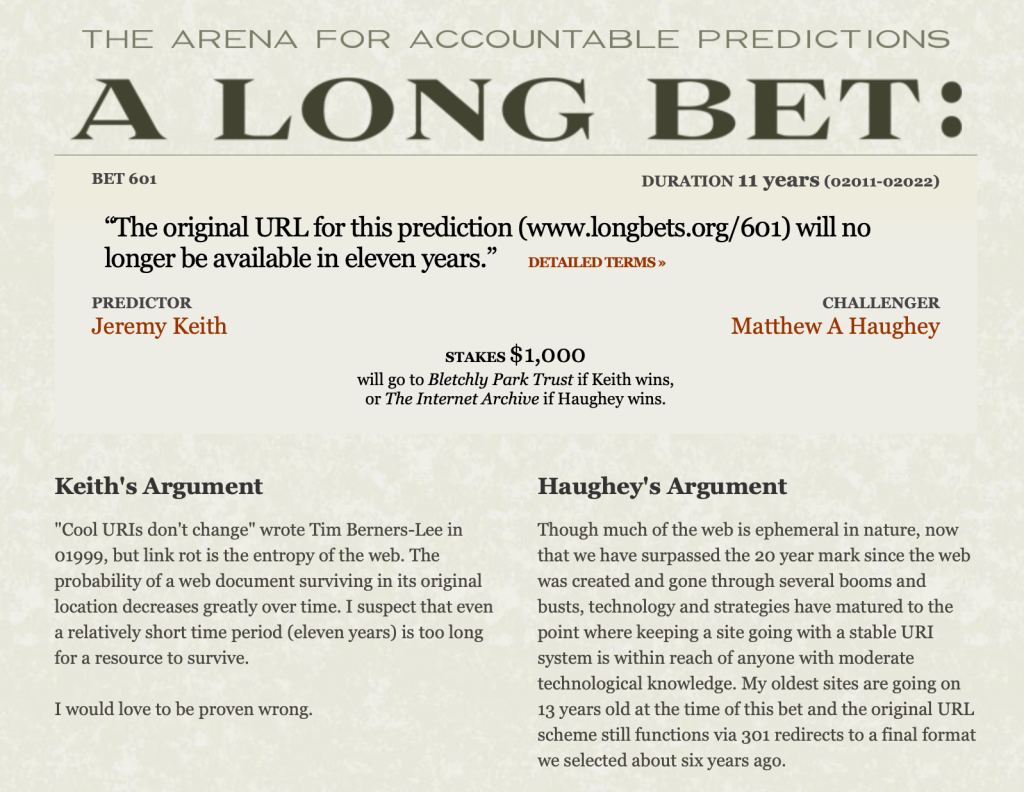 THE ARENA FOR ACCOUNTABLE PREDICTIONS
A LONG BET:
BET 601
DURATION 11 years (02011-02022)
“The original URL for this prediction (www.longbets.org/601) will no
longer be available in eleven years.” DETAILED TERMS »
PREDICTOR
Jeremy Keith
CHALLENGER
Matthew A Haughey
STAKES $1,000
will go to Bletchly Park Trust if Keith wins,
or The Internet Archive if Haughey wins.
Keith's Argument
"Cool URIs don't change" wrote Tim Berners-Lee in
01999, but link rot is the entropy of the web. The
probability of a web document surviving in its original
location decreases greatly over time. I suspect that even
a relatively short time period (eleven years) is too long
for a resource to survive.
I would love to be proven wrong.
Haughey's Argument
Though much of the web is ephemeral in nature, now
that we have surpassed the 20 year mark since the web
was created and gone through several booms and
busts, technology and strategies have matured to the
point where keeping a site going with a stable URI
system is within reach of anyone with moderate
technological knowledge. My oldest sites are going on
13 years old at the time of this bet and the original URL
scheme still functions via 301 redirects to a final format
we selected about six years ago.